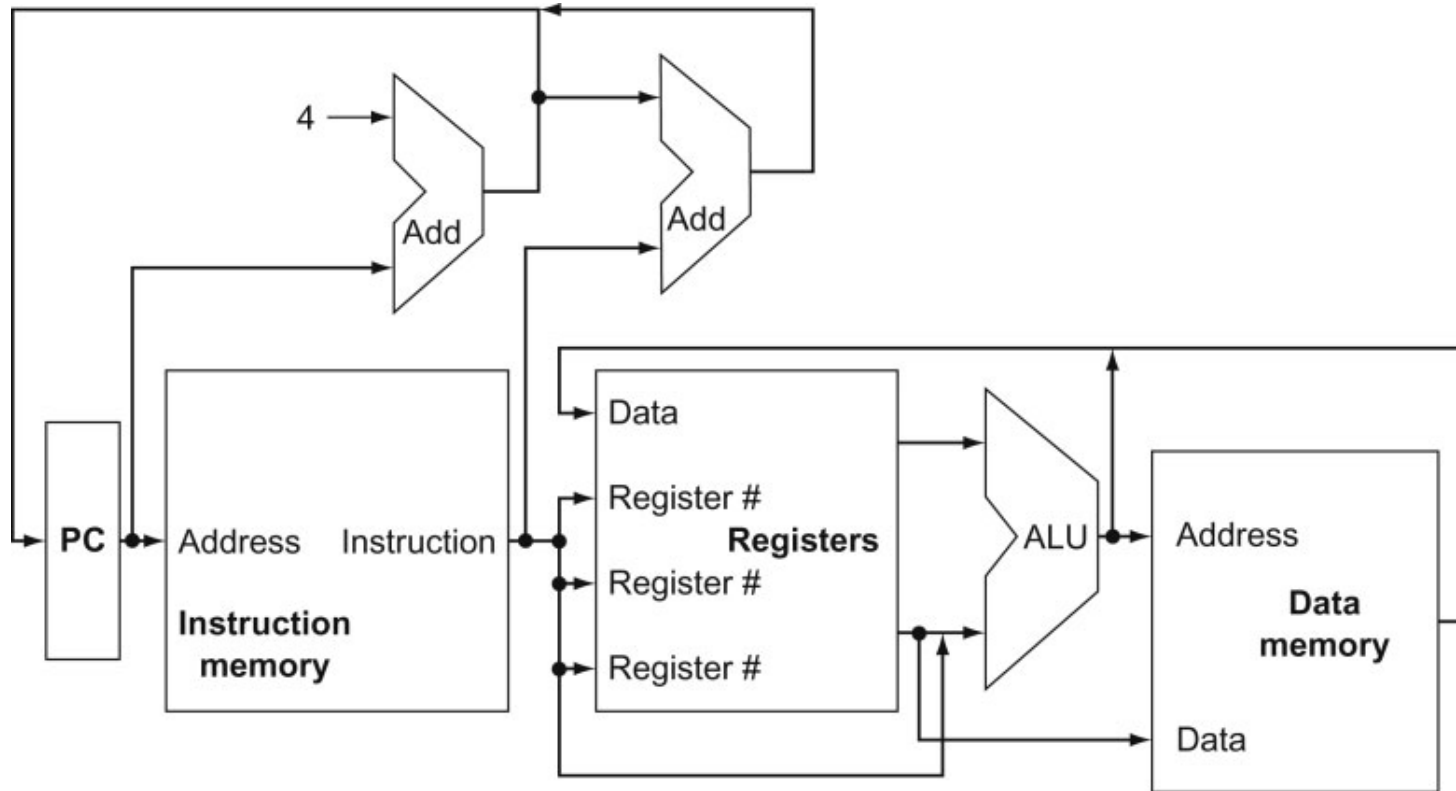 4
Add
Add
Data
Register #
PC
Address
Instruction
Registers
ALU
Address
Register #
Instruction
memory
Data
memory
Register #
Data